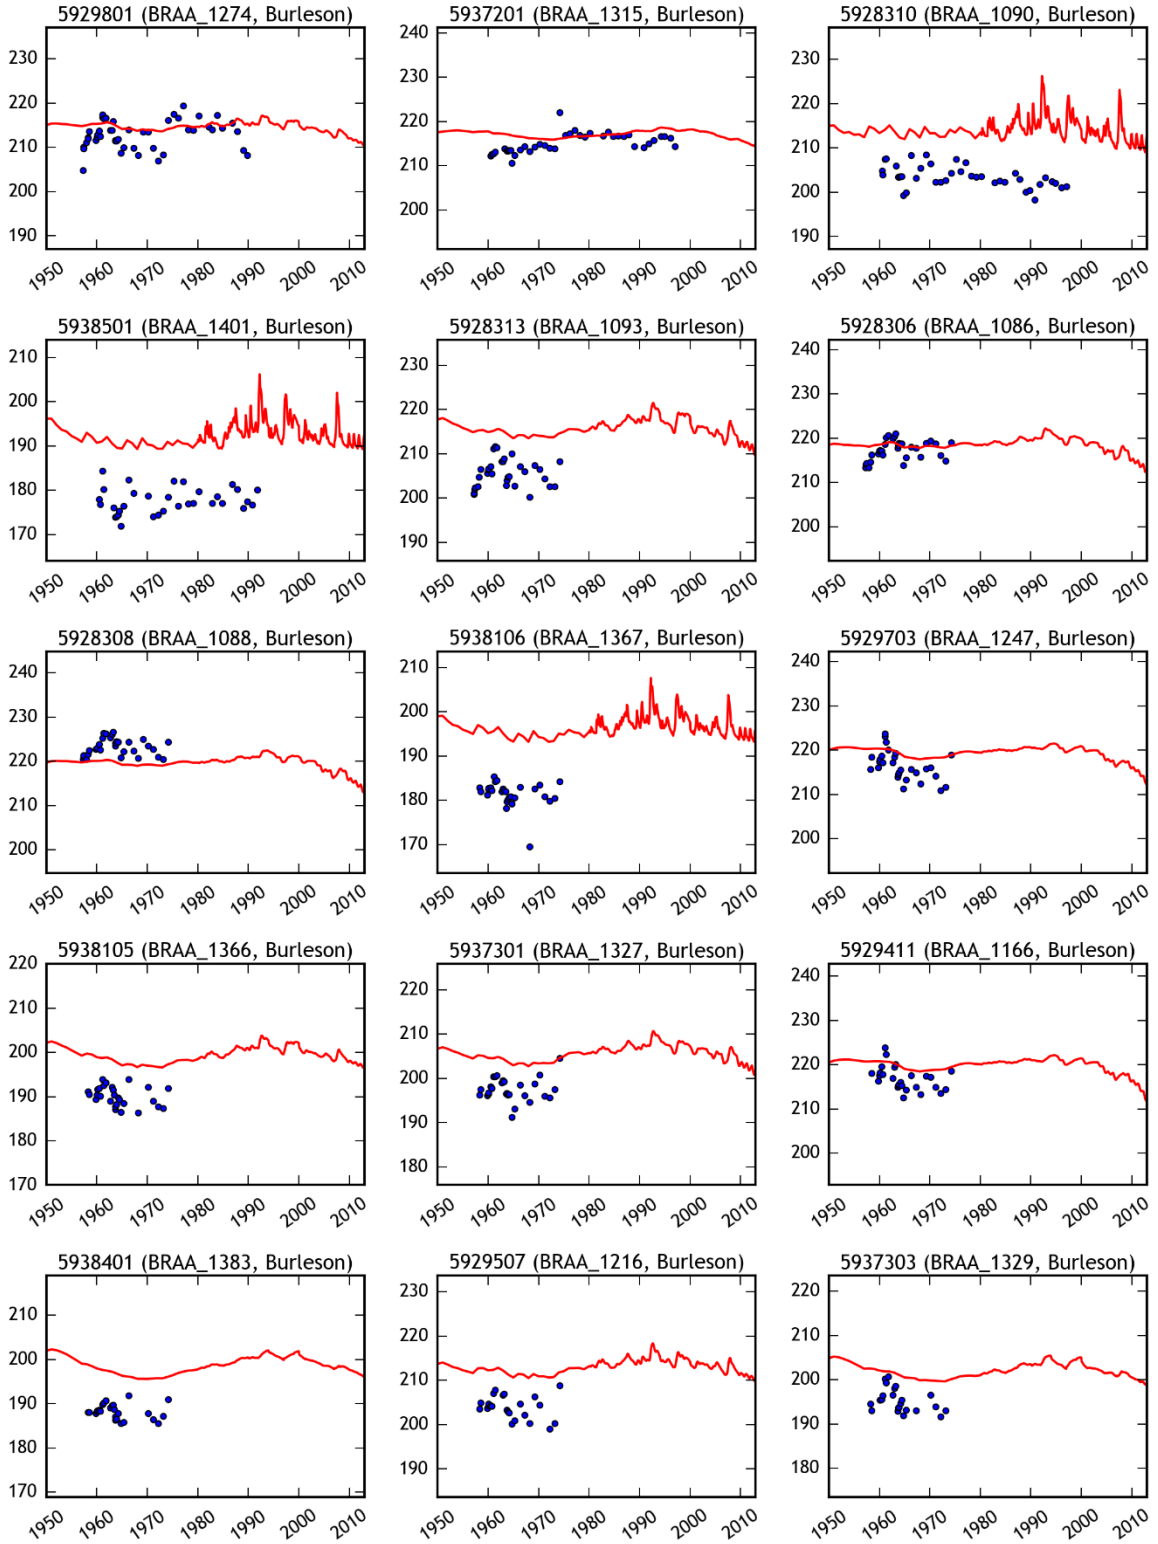 5929801 (BRAA_1274, Burleson)
230
220
210
200
190
1950 1960 1970 1980 1990 2000 2010
5937201 (BRAA_1315, Burleson)
240
230
220
210
200
1950 1960 1970 1980 1990 2000 2010
5928310 (BRAA_1090, Burleson)
230
220
210
200
190
1950 1960 1970 1980 1990 2000 2010
5938501 (BRAA_1401, Burleson)
210
200
190
180
170
1950 1960 1970 1980 1990 2000 2010
5928313 (BRAA_1093, Burleson)
230
220
210
200
190
1950 1960 1970 1980 1990 2000 2010
5928306 (BRAA_1086, Burleson)
240
230
220
210
200
1950 1960 1970 1980 1990 2000 2010
5928308 (BRAA_1088, Burleson)
240
230
220
210
200
1950 1960 1970 1980 1990 2000 2010
5938106 (BRAA_1367, Burleson)
210
200
190
180
170
1950 1960 1970 1980 1990 2000 2010
5929703 (BRAA_1247, Burleson)
240
230
220
210
200
1950 1960 1970 1980 1990 2000 2010
5938105 (BRAA_1366, Burleson)
220
210
200
190
180
170
1950 1960 1970 1980 1990 2000 2010
5937301 (BRAA_1327, Burleson)
220
210
200
190
180
1950 1960 1970 1980 1990 2000 2010
5929411 (BRAA_1166, Burleson)
240
230
220
210
200
1950 1960 1970 1980 1990 2000 2010
5938401 (BRAA_1383, Burleson)
210
200
190
180
170
1950 1960 1970 1980 1990 2000 2010
5929507 (BRAA_1216, Burleson)
230
220
210
200
190
1950 1960 1970 1980 1990 2000 2010
5937303 (BRAA_1329, Burleson)
220
210
200
190
180
1950 1960 1970 1980 1990 2000 2010